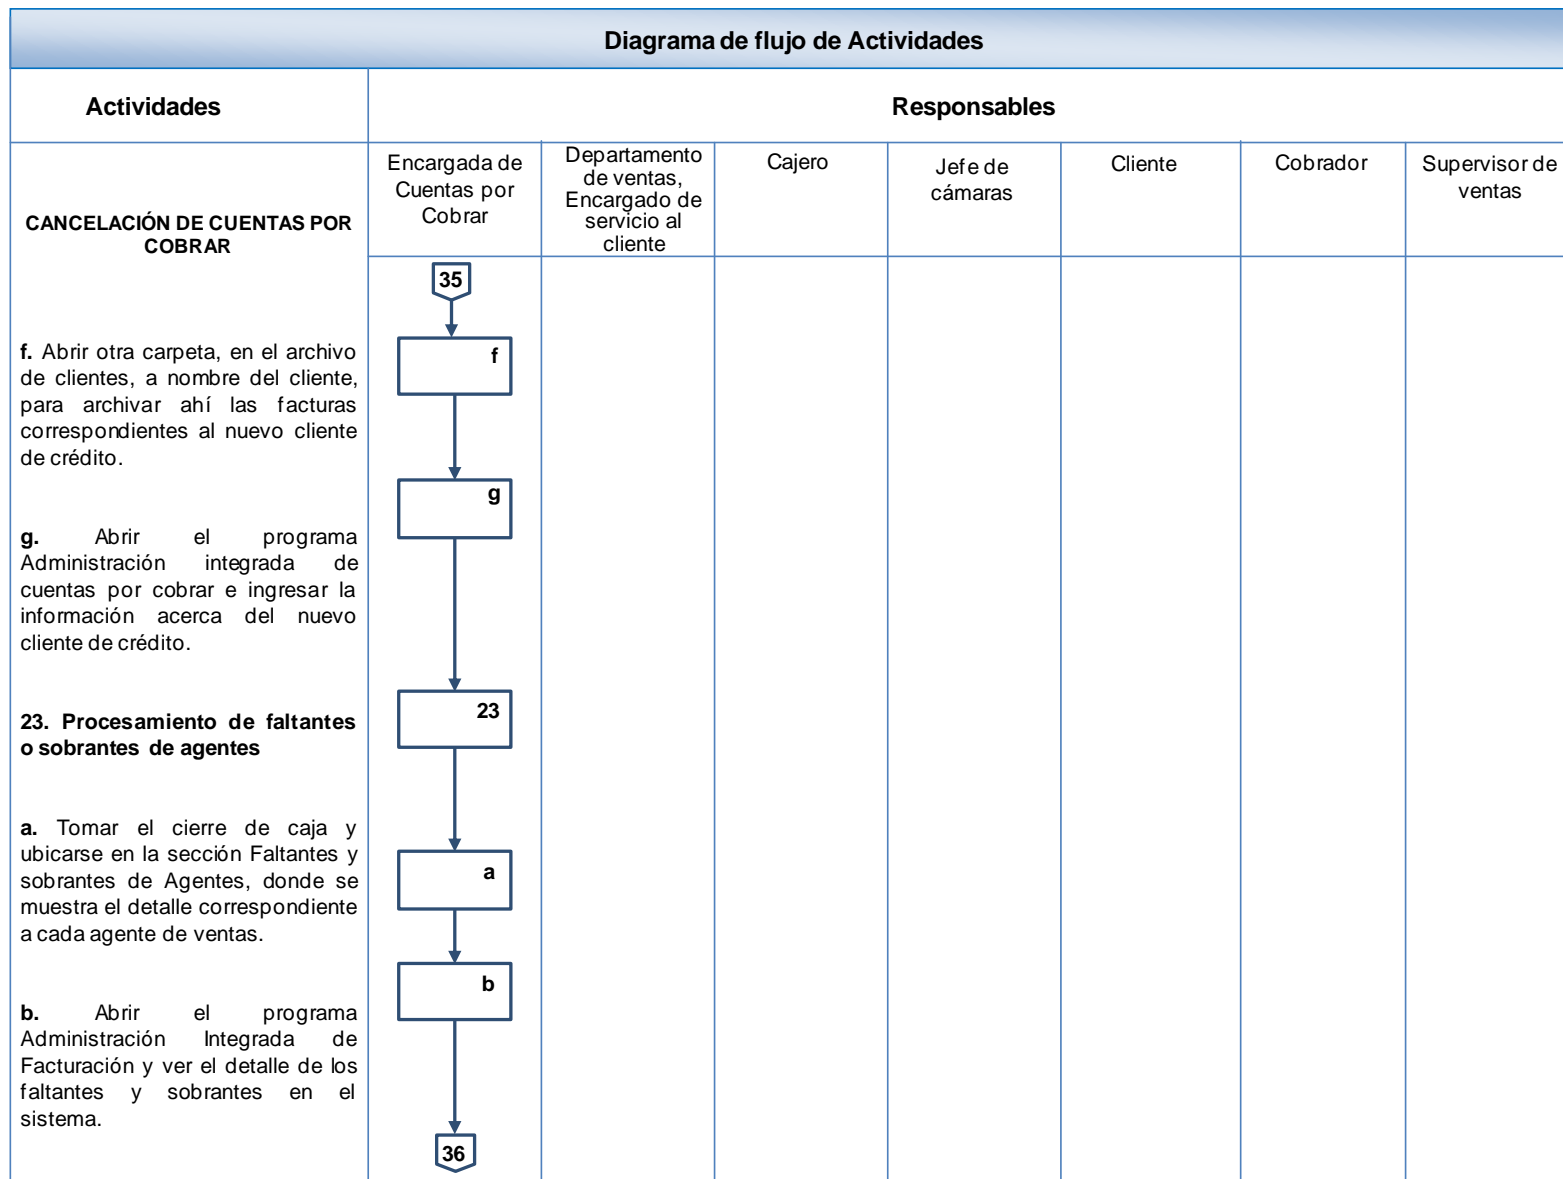 Diagrama de flujo de Actividades
Actividades
Responsables
CANCELACIÓN DE CUENTAS POR
COBRAR
Encargada de
Cuentas por
Cobrar
Departamento
de ventas,
Encargado de
servicio al
cliente
Cajero
Jefe de
cámaras
Cliente
Cobrador
Supervisor de
ventas
35
f. Abrir otra carpeta, en el archivo
de clientes, a nombre del cliente,
para archivar ahí las facturas
correspondientes al nuevo cliente
de crédito.
f
g. Abrir el programa
Administración integrada de
cuentas por cobrar e ingresar la
información acerca del nuevo
cliente de crédito.
g
23. Procesamiento de faltantes
o sobrantes de agentes
23
a. Tomar el cierre de caja y
ubicarse en la sección Faltantes y
sobrantes de Agentes, donde se
muestra el detalle correspondiente
a cada agente de ventas.
a
b. Abrir el programa
Administración Integrada de
Facturación y ver el detalle de los
faltantes y sobrantes en el
sistema.
b
36